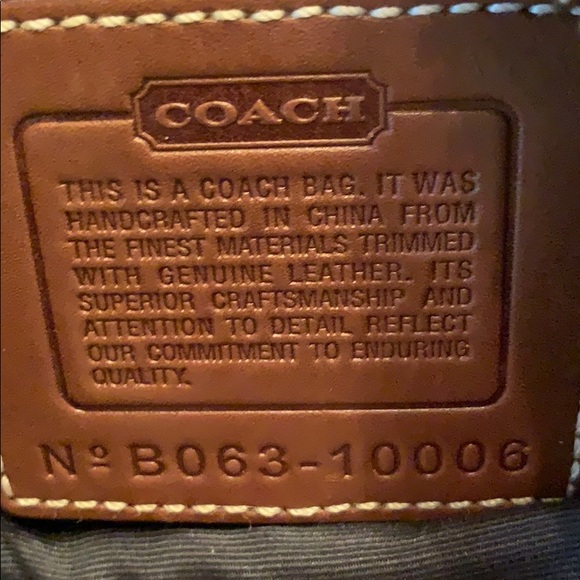 COACH
THIS IS A COACH BAG. IT WAS
HANDCRAFTED IN CHINA FROM
THE FINEST MATERIALS TRIMMED
WITH GENUINE LEATHER. ITS
SUPERIOR CRAFTSMANSHIP AND
ATTENTION TO DETAIL REFLECT
OUR COMMITMENT TO ENDURING
QUALITY.
Nº B063-10006